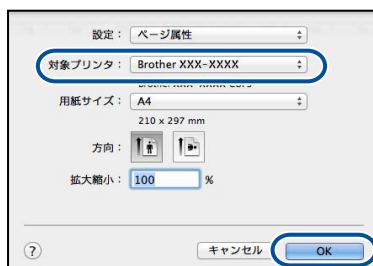 設定： ページ属性
対象プリンタ： Brother XXX-XXXX
用紙サイズ： A4
210 x 297 mm
方向：
拡大縮小： 100 %
? キャンセル OK